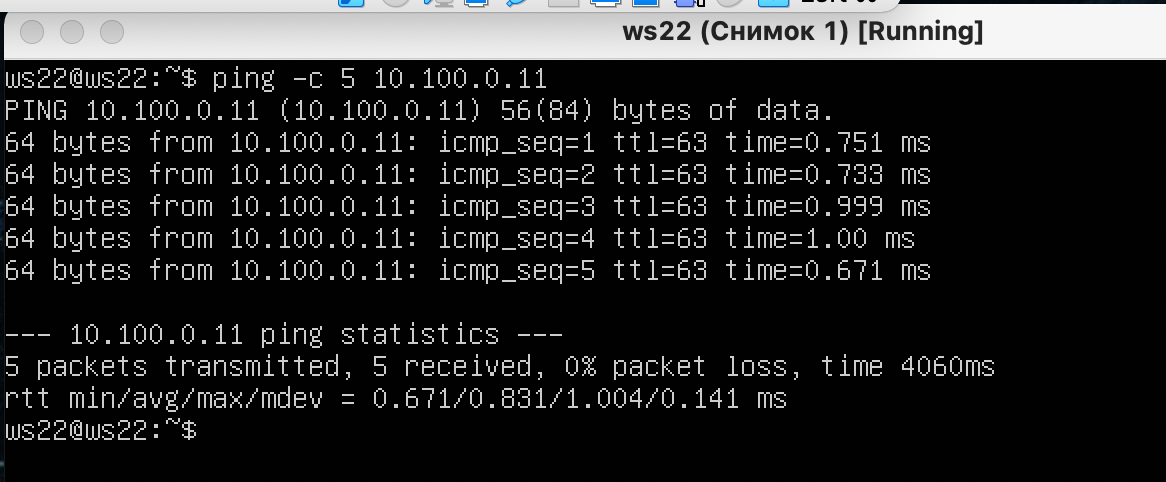 ws22 (Снимок 1) [Running]
ws22@ws22:~$ ping -c 5 10.100.0.11
PING 10.100.0.11 (10.100.0.11) 56(84) bytes of data.
64 bytes from 10.100.0.11: icmp_seq=1 ttl=63 time=0.751 ms
64 bytes from 10.100.0.11: icmp_seq=2 ttl=63 time=0.733 ms
64 bytes from 10.100.0.11: icmp_seq=3 ttl=63 time=0.999 ms
64 bytes from 10.100.0.11: icmp_seq=4 ttl=63 time=1.00 ms
64 bytes from 10.100.0.11: icmp_seq=5 ttl=63 time=0.671 ms
--- 10.100.0.11 ping statistics ---
5 packets transmitted, 5 received, 0% packet loss, time 4060ms
rtt min/avg/max/mdev = 0.671/0.831/1.004/0.141 ms
ws22@ws22:~$